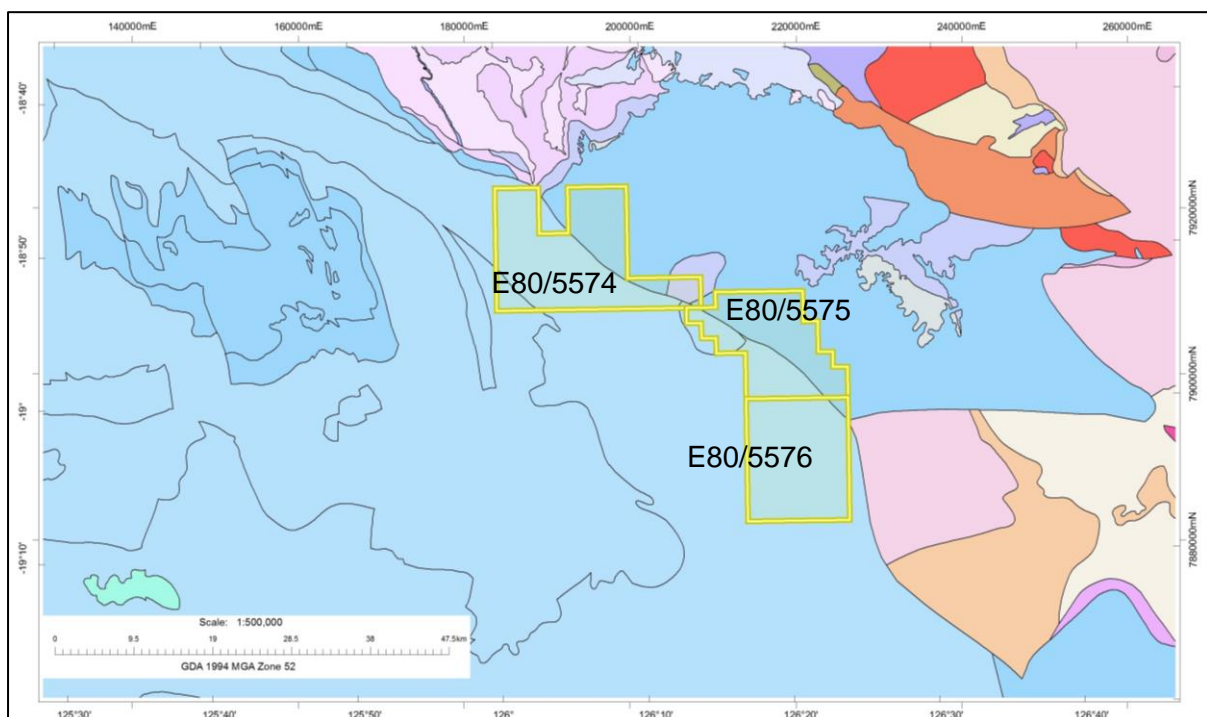 140000mE 160000mE 180000mE 200000mE 220000mE 240000mE 260000mE
-18°40'
7920000mN
-18°50'
E80/5574
E80/5575
7900000mN
-19°
E80/5576
7880000mN
-19°10'
Scale: 1:500,000
0 9.5 19 28.5 38 47.5km
GDA 1994 MGA Zone 52
125°30' 125°40' 125°50' 126° 126°10' 126°20' 126°30' 126°40'